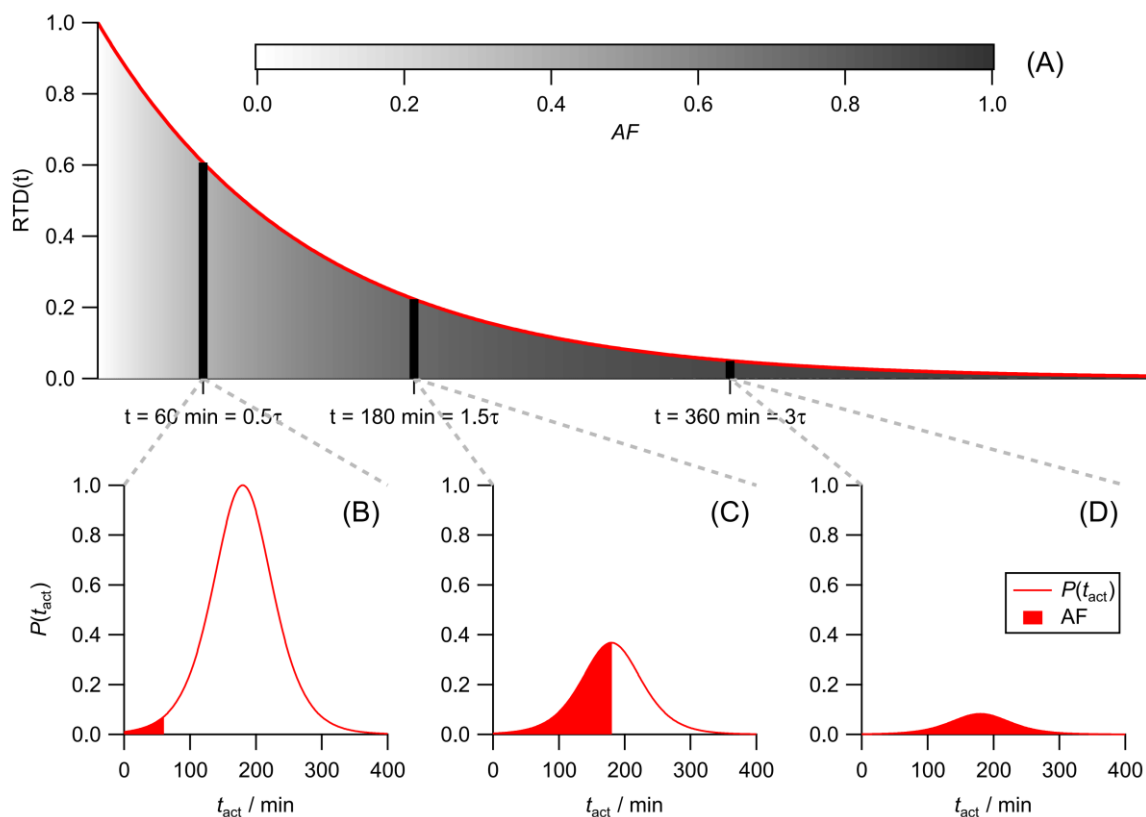 1.0
0.8
0.6
0.4
0.2
0.0
RTD(t)
(A)
0.0 0.2 0.4 0.6 0.8 1.0
AF
t = 60 min = 0.5τ t = 180 min = 1.5τ t = 360 min = 3τ
1.0
0.8
0.6
0.4
0.2
0.0
P(tact)
(B)
0 100 200 300 400
tact / min
1.0
0.8
0.6
0.4
0.2
0.0
(C)
0 100 200 300 400
tact / min
1.0
0.8
0.6
0.4
0.2
0.0
(D)
P(tact)
AF
0 100 200 300 400
tact / min